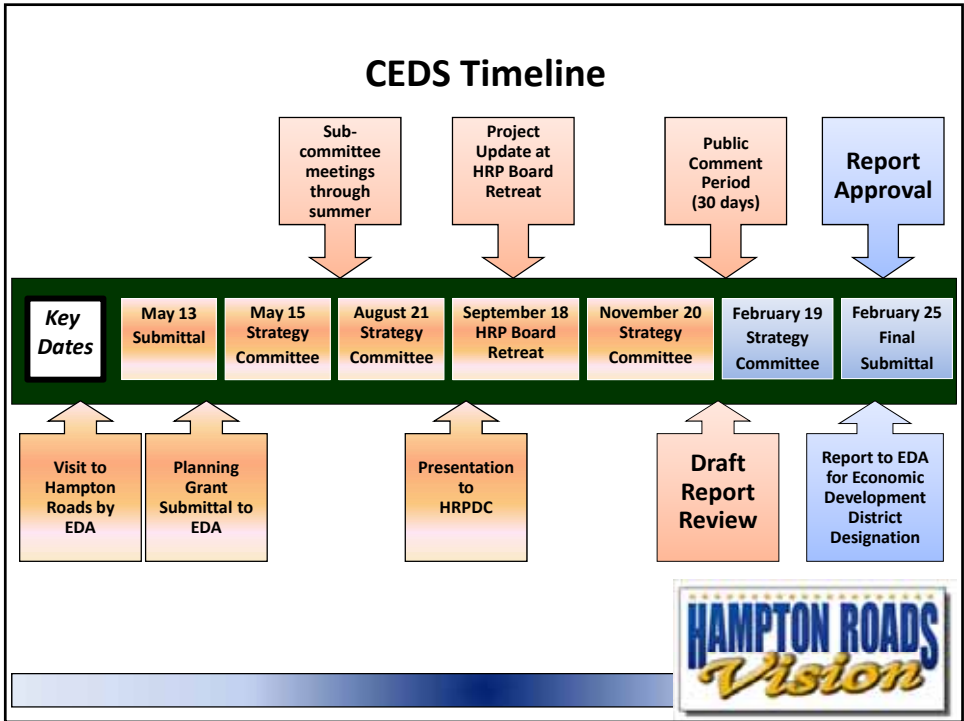 CEDS Timeline
Sub-
committee
meetings
through
summer
Project
Update at
HRP Board
Retreat
Public
Comment
Period
(30 days)
Report
Approval
Key
Dates
May 13
Submittal
May 15
Strategy
Committee
August 21
Strategy
Committee
September 18
HRP Board
Retreat
November 20
Strategy
Committee
February 19
Strategy
Committee
February 25
Final
Submittal
Visit to
Hampton
Roads by
EDA
Planning
Grant
Submittal to
EDA
Presentation
to
HRPDC
Draft
Report
Review
Report to EDA
for Economic
Development
District
Designation
HAMPTON ROADS
Vision